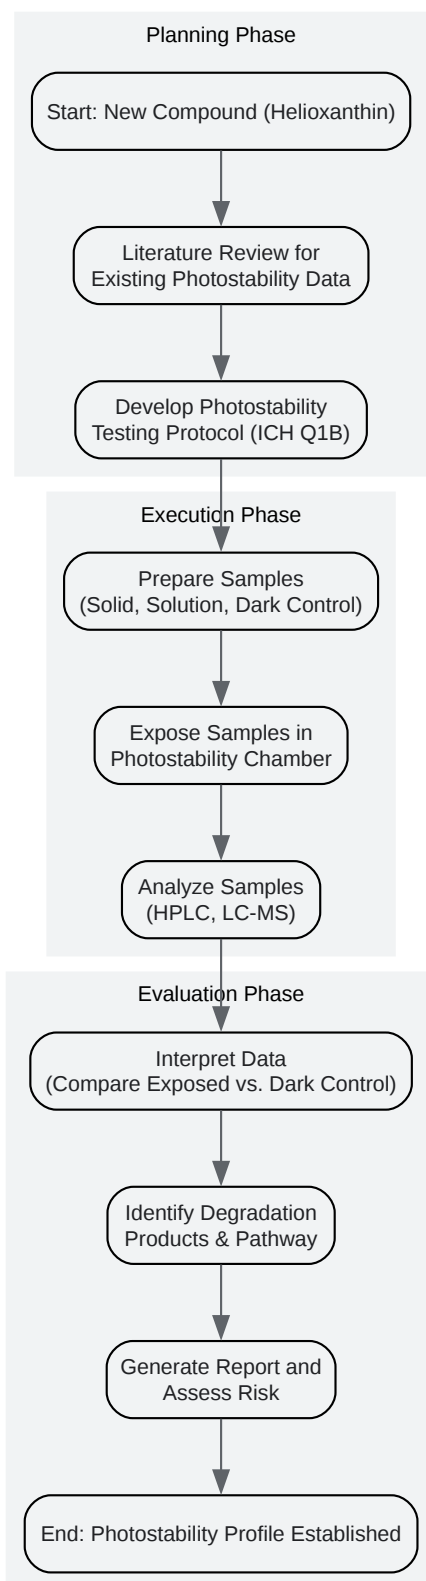 Planning Phase
Start: New Compound (Helioxanthin)
Literature Review for
Existing Photostability Data
Develop Photostability
Testing Protocol (ICH Q1B)
Execution Phase
Prepare Samples
(Solid, Solution, Dark Control)
Expose Samples in
Photostability Chamber
Analyze Samples
(HPLC, LC-MS)
Evaluation Phase
Interpret Data
(Compare Exposed vs. Dark Control)
Identify Degradation
Products & Pathway
Generate Report and
Assess Risk
End: Photostability Profile Established